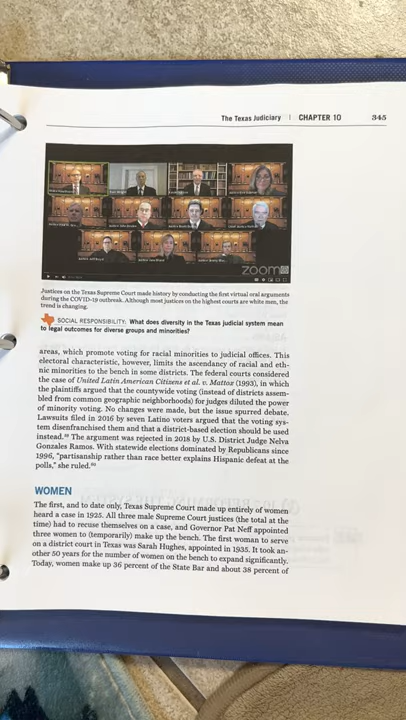 The Texas Judiciary | CHAPTER 10 345
zoom
Justices on the Texas Supreme Court made history by conducting the first virtual oral arguments
during the COVID-19 outbreak. Although most justices on the highest courts are white men, the
trend is changing.
SOCIAL RESPONSIBILITY: What does diversity in the Texas judicial system mean
to legal outcomes for diverse groups and minorities?
areas, which promote voting for racial minorities to judicial offices. This
electoral characteristic, however, limits the ascendancy of racial and eth-
nic minorities to the bench in some districts. The federal courts considered
the case of United Latin American Citizens et al. v. Mattox (1993), in which
the plaintiffs argued that the countywide voting (instead of districts assem-
bled from common geographic neighborhoods) for judges diluted the power
of minority voting. No changes were made, but the issue spurred debate.
Lawsuits filed in 2016 by seven Latino voters argued that the voting sys-
tem disenfranchised them and that a district-based election should be used
instead. The argument was rejected in 2018 by U.S. District Judge Nelva
Gonzales Ramos. With statewide elections dominated by Republicans since
1996, "partisanship rather than race better explains Hispanic defeat at the
polls," she ruled.
WOMEN
The first, and to date only, Texas Supreme Court made up entirely of women
heard a case in 1925. All three male Supreme Court justices (the total at the
time) had to recuse themselves on a case, and Governor Pat Neff appointed
three women to (temporarily) make up the bench. The first woman to serve
on a district court in Texas was Sarah Hughes, appointed in 1935. It took an-
other 50 years for the number of women on the bench to expand significantly.
Today, women make up 36 percent of the State Bar and about 38 percent of